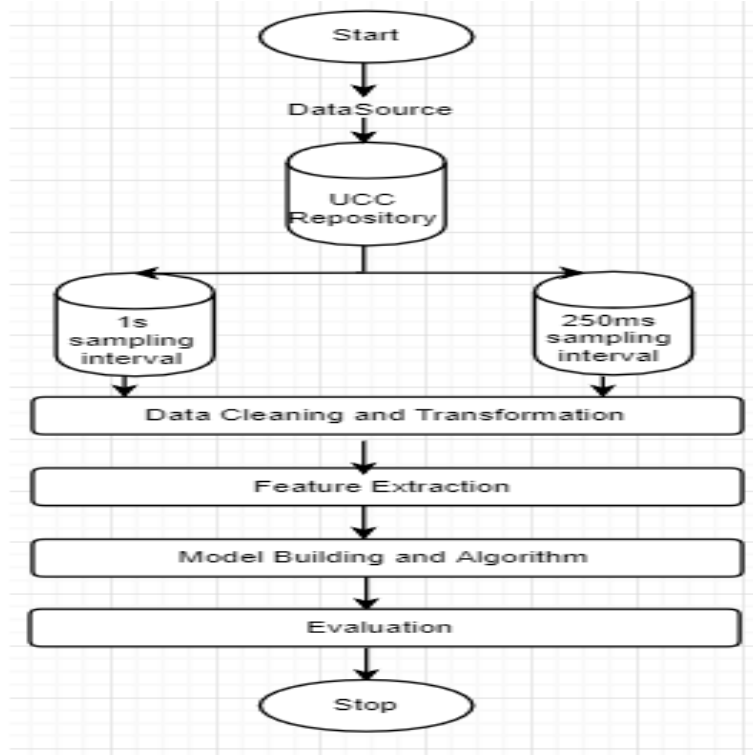 Start
DataSource
UCC
Repository
1s
sampling
interval
250ms
sampling
interval
Data Cleaning and Transformation
Feature Extraction
Model Building and Algorithm
Evaluation
Stop